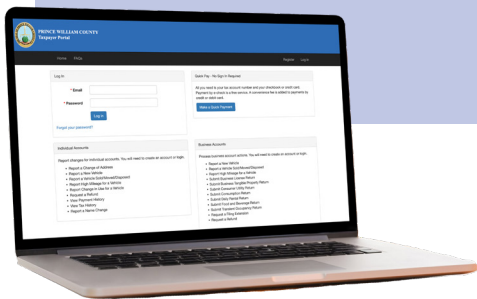 PRINCE WILLIAM COUNTY
Taxpayer Portal
Home FAQs
Register Log In
Log In
* Email
* Password
Log In
Forgot your password?
Quick Pay - No Sign In Required
All you need is your tax account number and your checkbook or credit card.
Payment by e-check is a free service. A convenience fee is added to payments by
credit or debit card.
Make a Quick Payment
Individual Accounts
Report changes for individual accounts. You will need to create an account or login.
• Report a Change of Address
• Report a New Vehicle
• Report a Vehicle Sold/Moved/Disposed
• Report High Mileage for a Vehicle
• Report Change in Use for a Vehicle
• Request a Refund
• View Payment History
• View Tax History
• Report a Name Change
Business Accounts
Process business account vehicle. You will need to create an account or login.
• Report a New Vehicle
• Report a Vehicle Sold/Moved/Disposed
• Report High Mileage for a Vehicle
• Submit Business License Return
• Submit Business Tangible Property Return
• Submit Consumer Utility Return
• Submit Consumption Return
• Submit Daily Rental Return
• Submit Food and Beverage Return
• Submit Transient Occupancy Return
• Request a Filing Extension
• Request a Refund